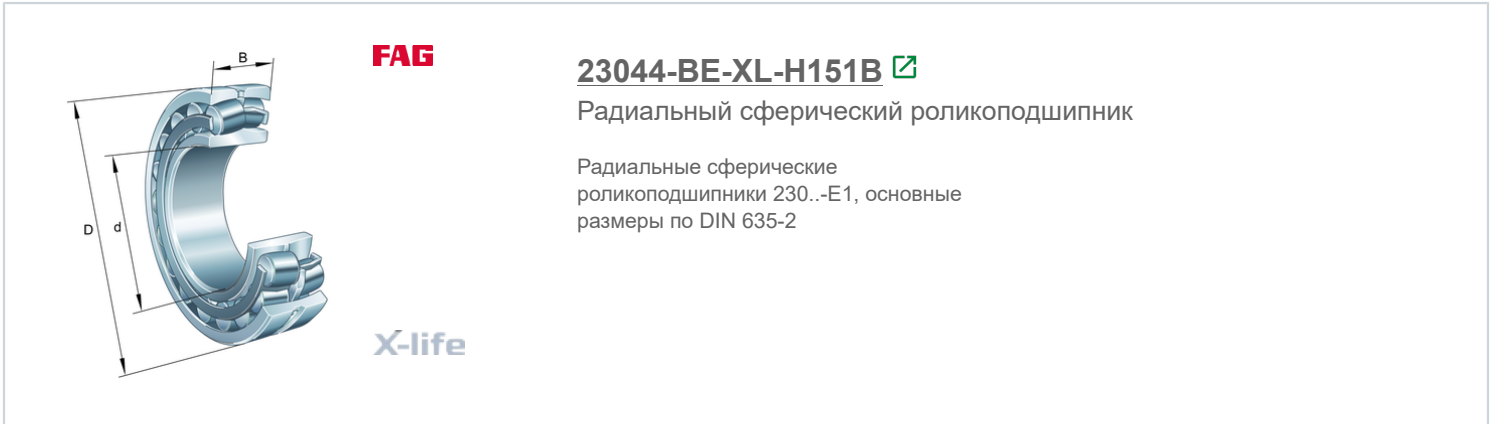 B
FAG
23044-BE-XL-H151B
Радиальный сферический роликоподшипник
Радиальные сферические
роликоподшипники 230..-E1, основные
размеры по DIN 635-2
D
d
X-life